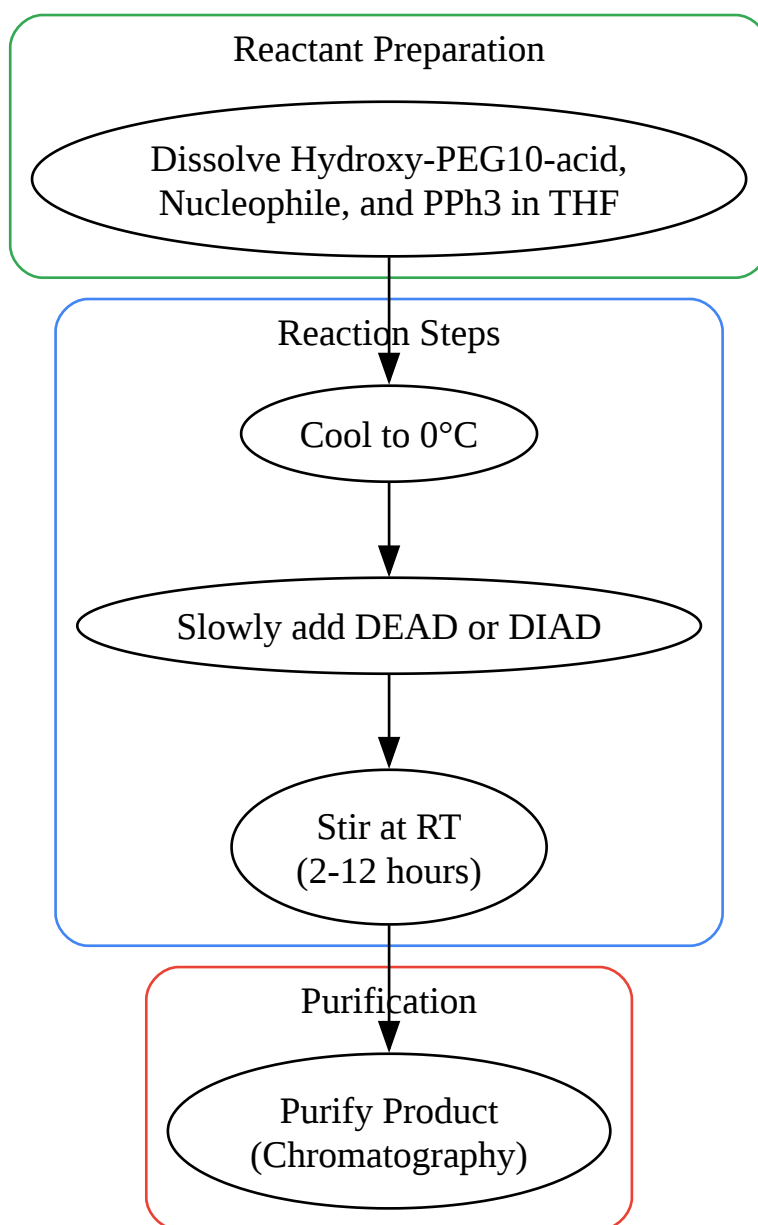 Reactant Preparation
Dissolve Hydroxy-PEG10-acid,
Nucleophile, and PPh3 in THF
Reaction Steps
Cool to 0°C
Slowly add DEAD or DIAD
Stir at RT
(2-12 hours)
Purification
Purify Product
(Chromatography)